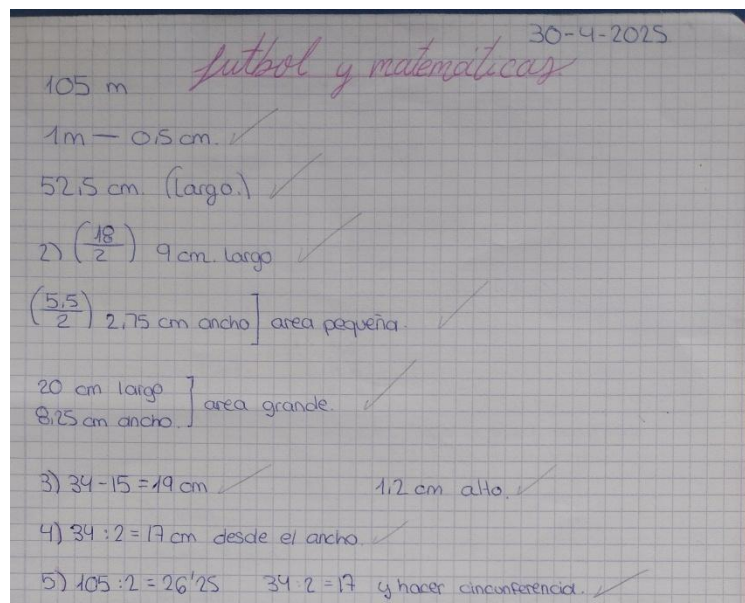 30-4-2025
futbol y matemáticas
105 m
1m — 0,5 cm.
52,5 cm. (Largo.)
2) (18/2) 9 cm. largo
(5,5/2) 2,75 cm ancho] area pequeña.
20 cm largo
8,25 cm ancho.] area grande.
3) 34-15 = 19 cm 1,2 cm alto.
4) 34 : 2 = 17 cm desde el ancho.
5) 105 : 2 = 26'25 34 : 2 = 17 y hacer cincunferencia.